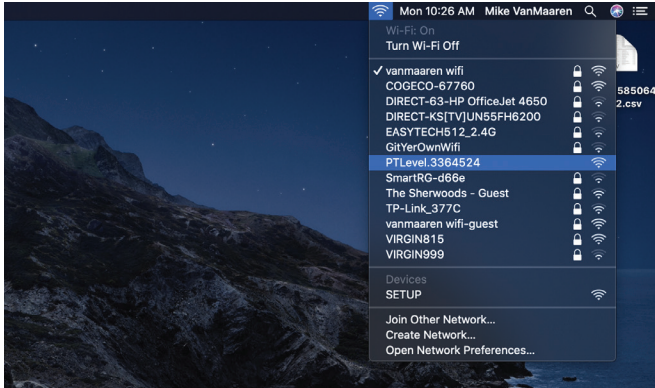 Mon 10:26 AM Mike VanMaaren
Wi-Fi: On
Turn Wi-Fi Off
✓ vanmaaren wifi
COGECO-67760
DIRECT-63-HP OfficeJet 4650
DIRECT-KS[TV]UN55FH6200
EASYTECH512_2.4G
GitYerOwnWifi
PTLevel.3364524
SmartRG-d66e
The Sherwoods - Guest
TP-Link_377C
vanmaaren wifi-guest
VIRGIN815
VIRGIN999
Devices
SETUP
Join Other Network...
Create Network...
Open Network Preferences...
585064
2.csv